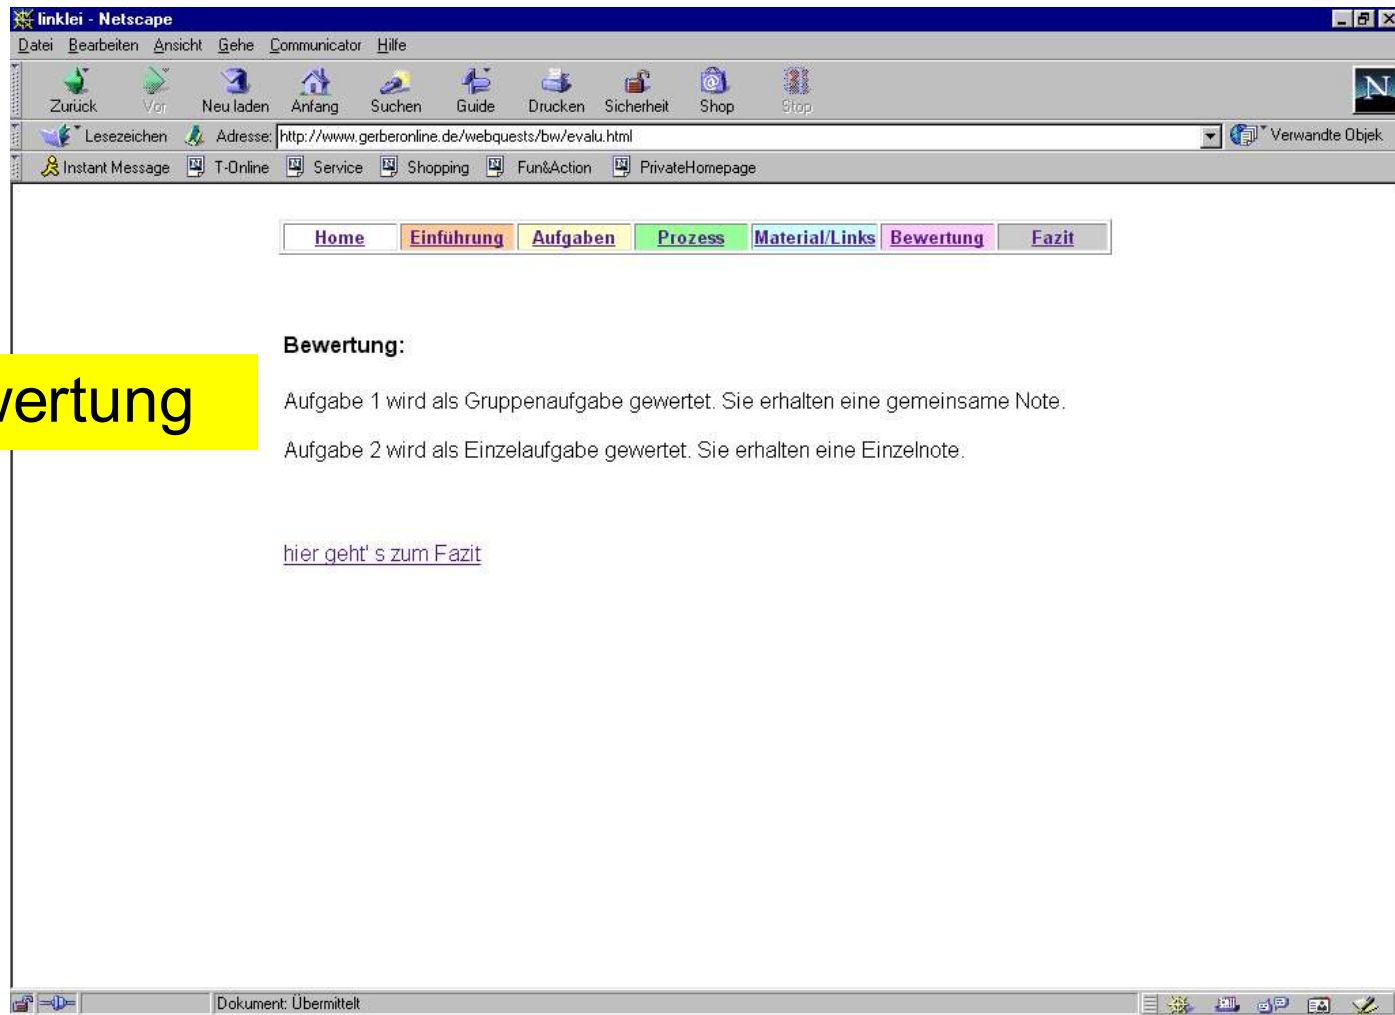 linklei - Netscape
Datei Bearbeiten Ansicht Gehe Communicator Hilfe
Zurück Vor Neu laden Anfang Suchen Guide Drucken Sicherheit Shop Stop
N
Lesezeichen Adresse: http://www.gerberonline.de/webquests/bw/evalu.html Verwandte Objek
Instant Message T-Online Service Shopping Fun&Action PrivateHomepage
Home Einführung Aufgaben Prozess Material/Links Bewertung Fazit
Bewertung:
wertung
Aufgabe 1 wird als Gruppenaufgabe gewertet. Sie erhalten eine gemeinsame Note.
Aufgabe 2 wird als Einzelaufgabe gewertet. Sie erhalten eine Einzelnote.
hier geht' s zum Fazit
Dokument: Übermittelt